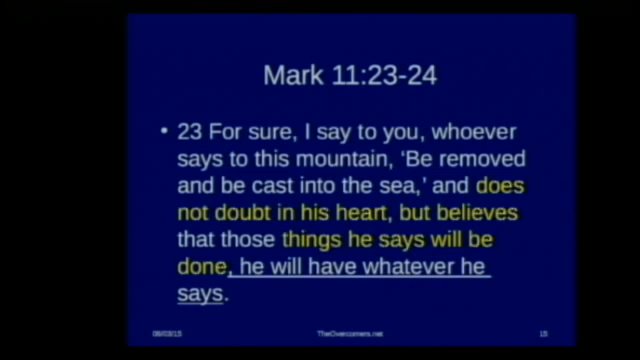 Mark 11:23-24
• 23 For sure, I say to you, whoever
says to this mountain, ‘Be removed
and be cast into the sea,’ and does
not doubt in his heart, but believes
that those things he says will be
done, he will have whatever he
says.
TheOvercomers.net
15